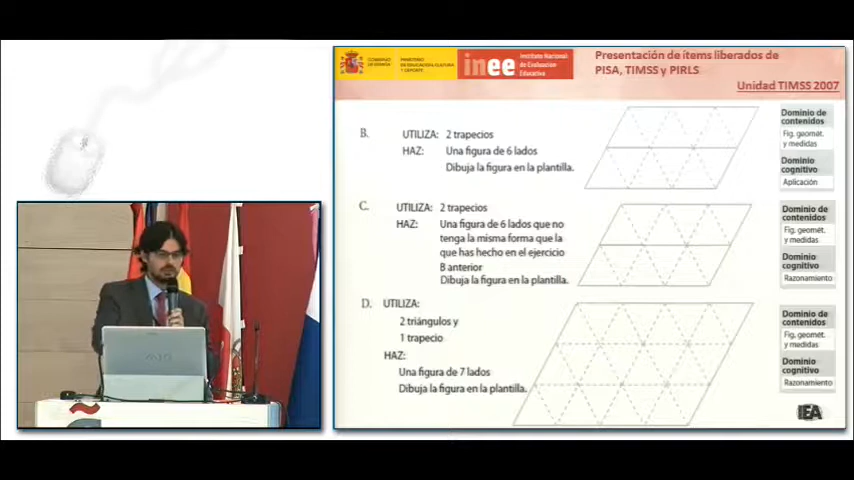 GOBIERNO DE ESPAÑA
MINISTERIO DE EDUCACIÓN, CULTURA Y DEPORTE
inee
Instituto Nacional
de Evaluación
Educativa
Presentación de ítems liberados de
PISA, TIMSS y PIRLS
Unidad TIMSS 2007
B. UTILIZA: 2 trapecios
HAZ: Una figura de 6 lados
Dibuja la figura en la plantilla.
Dominio de
contenidos
Fig. geomét.
y medidas
Dominio
cognitivo
Aplicación
C. UTILIZA: 2 trapecios
HAZ: Una figura de 6 lados que no
tenga la misma forma que la
que has hecho en el ejercicio
B anterior
Dibuja la figura en la plantilla.
Dominio de
contenidos
Fig. geomét.
y medidas
Dominio
cognitivo
Razonamiento
D. UTILIZA:
2 triángulos y
1 trapecio
HAZ:
Una figura de 7 lados
Dibuja la figura en la plantilla.
Dominio de
contenidos
Fig. geomét.
y medidas
Dominio
cognitivo
Razonamiento
IEA